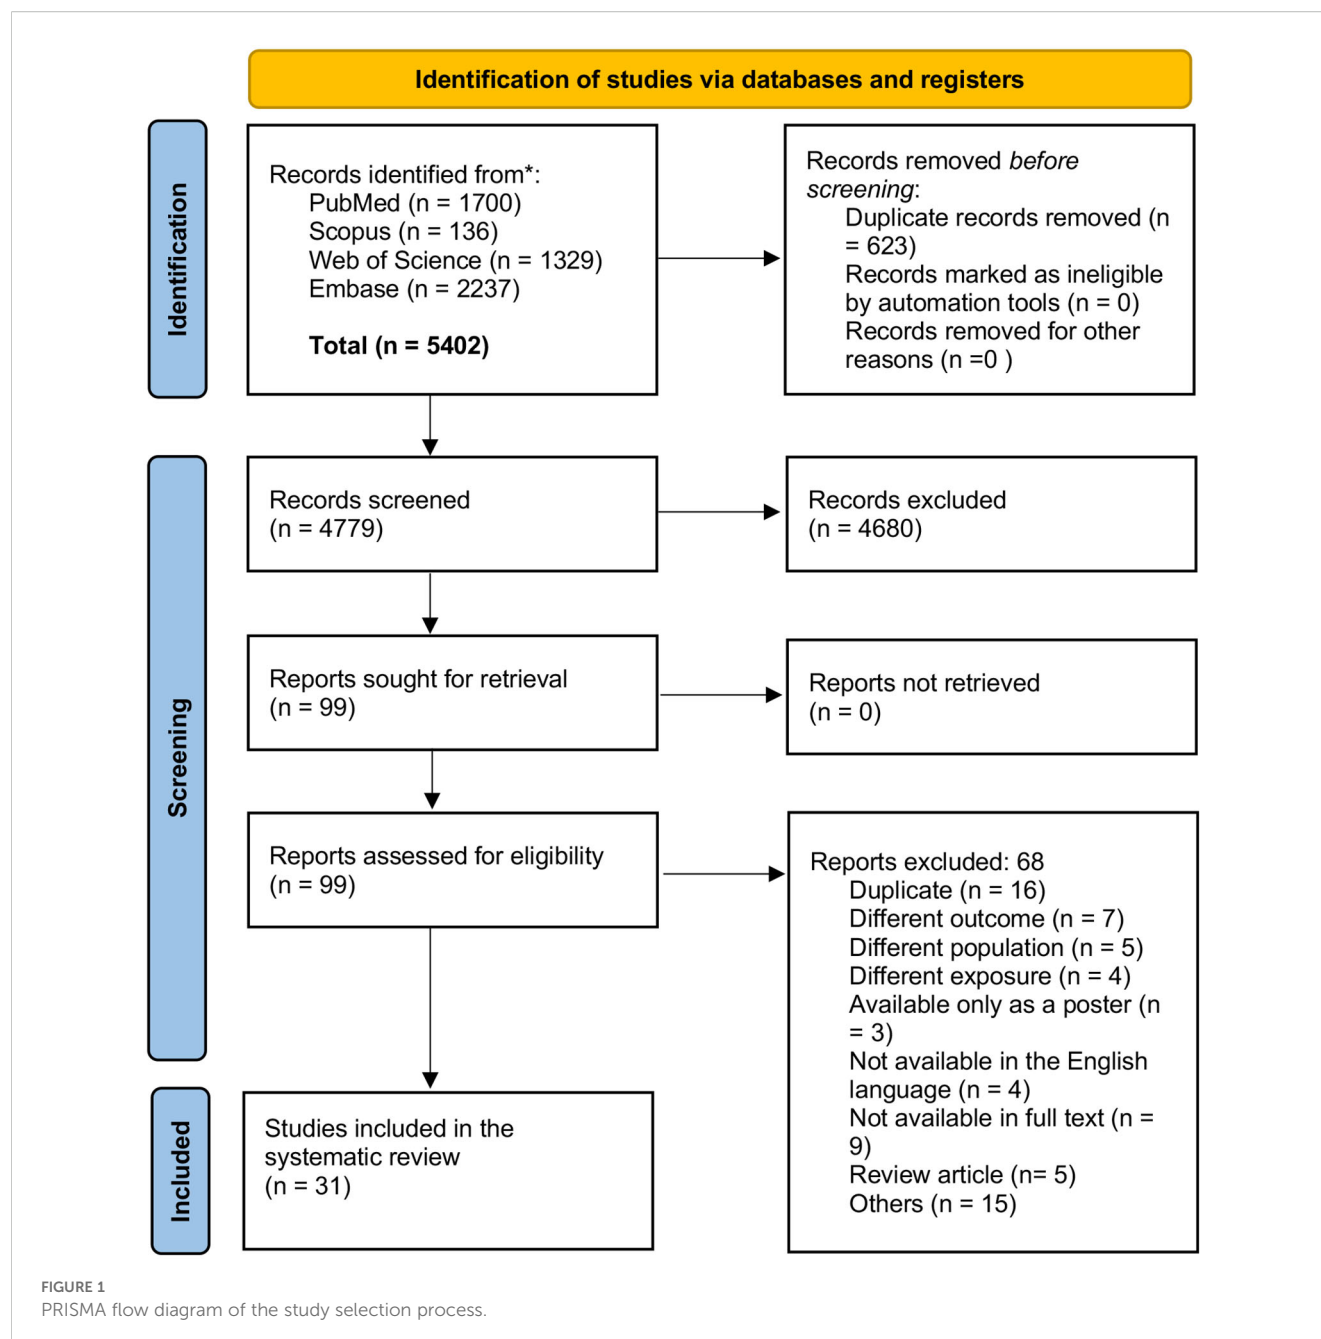 Identification of studies via databases and registers
Identification
Records identified from*:
PubMed (n = 1700)
Scopus (n = 136)
Web of Science (n = 1329)
Embase (n = 2237)
Total (n = 5402)
Records removed before
screening:
Duplicate records removed (n
= 623)
Records marked as ineligible
by automation tools (n = 0)
Records removed for other
reasons (n =0 )
Screening
Records screened
(n = 4779)
Records excluded
(n = 4680)
Reports sought for retrieval
(n = 99)
Reports not retrieved
(n = 0)
Reports assessed for eligibility
(n = 99)
Reports excluded: 68
Duplicate (n = 16)
Different outcome (n = 7)
Different population (n = 5)
Different exposure (n = 4)
Available only as a poster (n
= 3)
Not available in the English
language (n = 4)
Not available in full text (n =
9)
Review article (n= 5)
Others (n = 15)
Included
Studies included in the
systematic review
(n = 31)
FIGURE 1
PRISMA flow diagram of the study selection process.